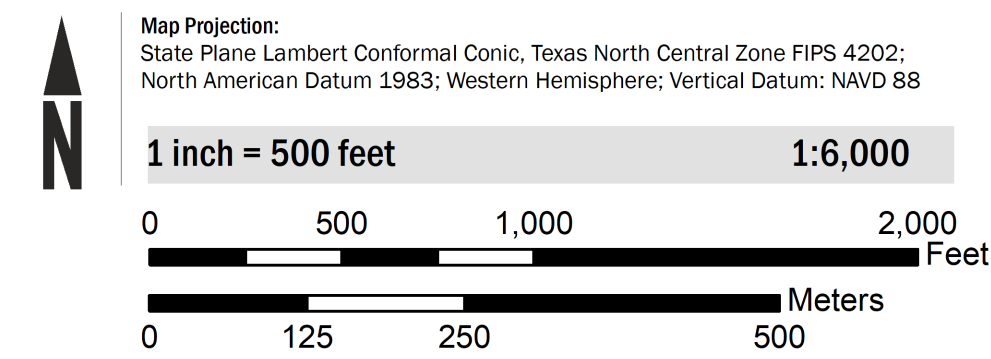 N
Map Projection:
State Plane Lambert Conformal Conic, Texas North Central Zone FIPS 4202;
North American Datum 1983; Western Hemisphere; Vertical Datum: NAVD 88
1 inch = 500 feet 1:6,000
0 500 1,000 2,000
Feet
Meters
0 125 250 500